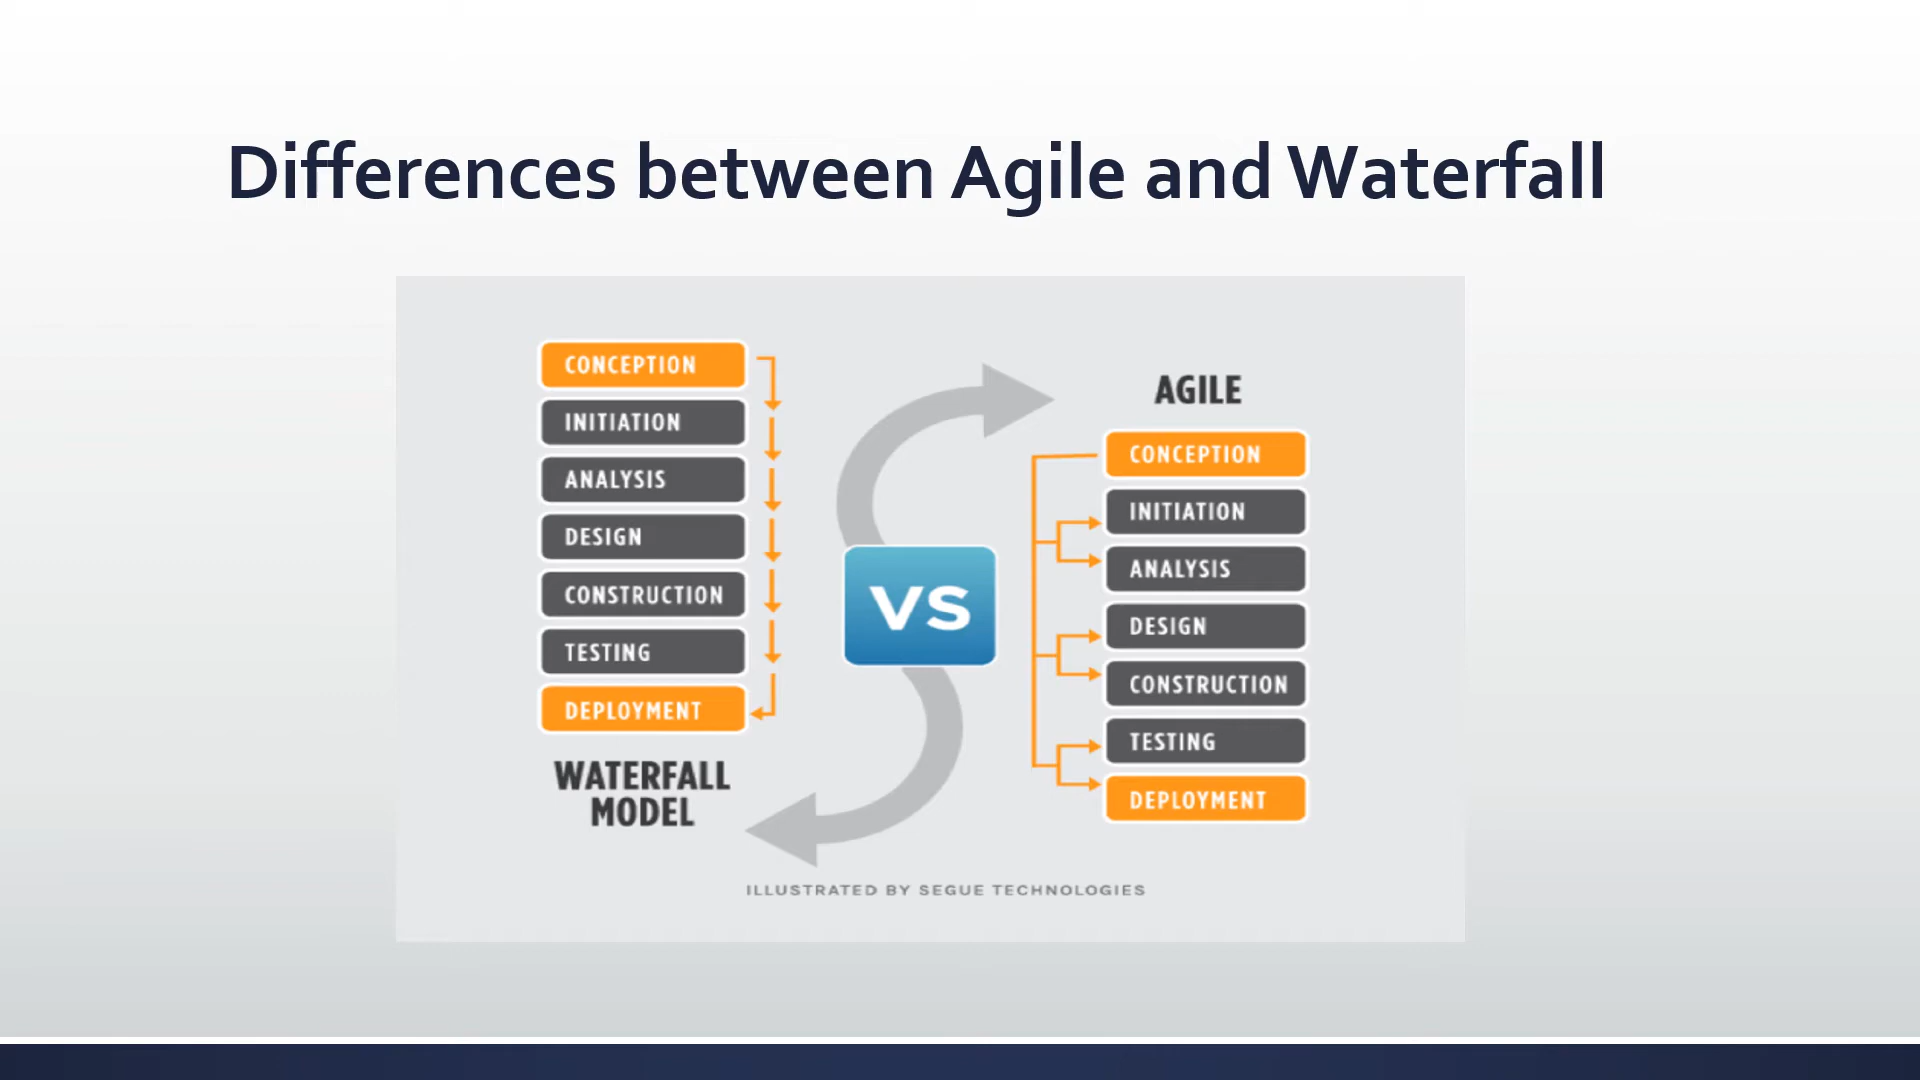 Differences between Agile and Waterfall
CONCEPTION
INITIATION
ANALYSIS
DESIGN
CONSTRUCTION
TESTING
DEPLOYMENT
WATERFALL
MODEL
VS
AGILE
CONCEPTION
INITIATION
ANALYSIS
DESIGN
CONSTRUCTION
TESTING
DEPLOYMENT
ILLUSTRATED BY SEGUE TECHNOLOGIES